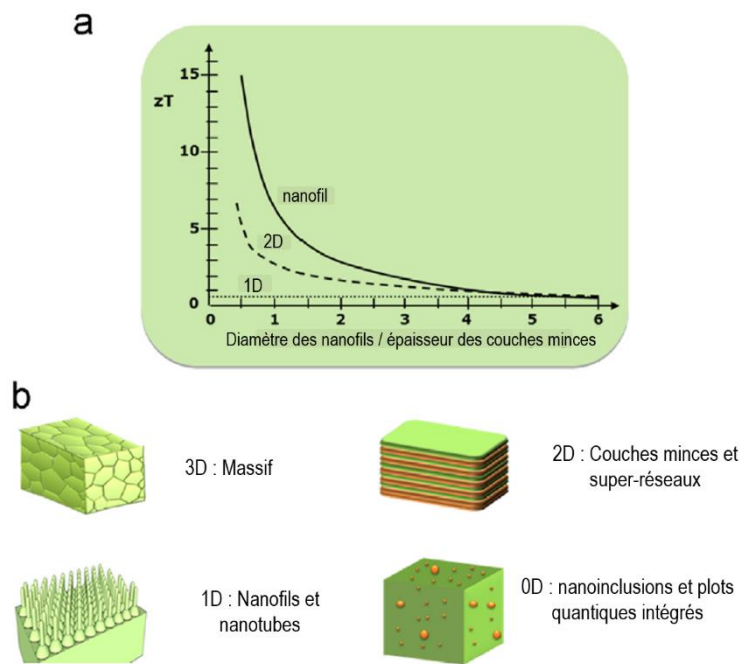 a
15
zT
10
nanofil
5
2D
1D
0
0 1 2 3 4 5 6
Diamètre des nanofils / épaisseur des couches minces
b
3D : Massif
2D : Couches minces et
super-réseaux
1D : Nanofils et
nanotubes
0D : nanoinclusions et plots
quantiques intégrés